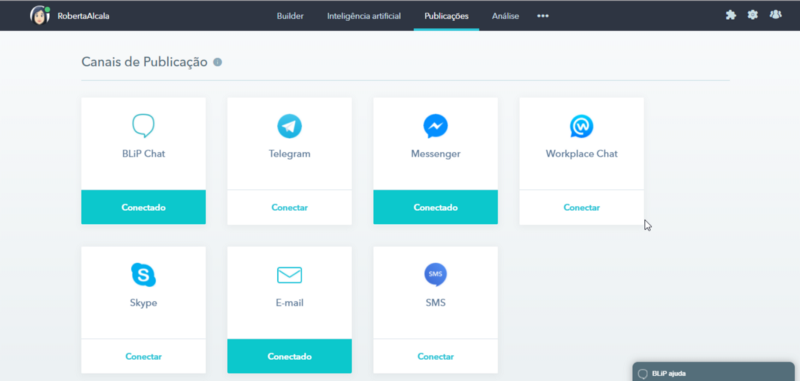 RobertaAlcala
Builder Inteligência artificial Publicações Análise
Canais de Publicação
BLiP Chat Telegram Messenger Workplace Chat
Conectado Conectar Conectado Conectar
Skype E-mail SMS SMS
Conectar Conectado Conectar
BLiP ajuda